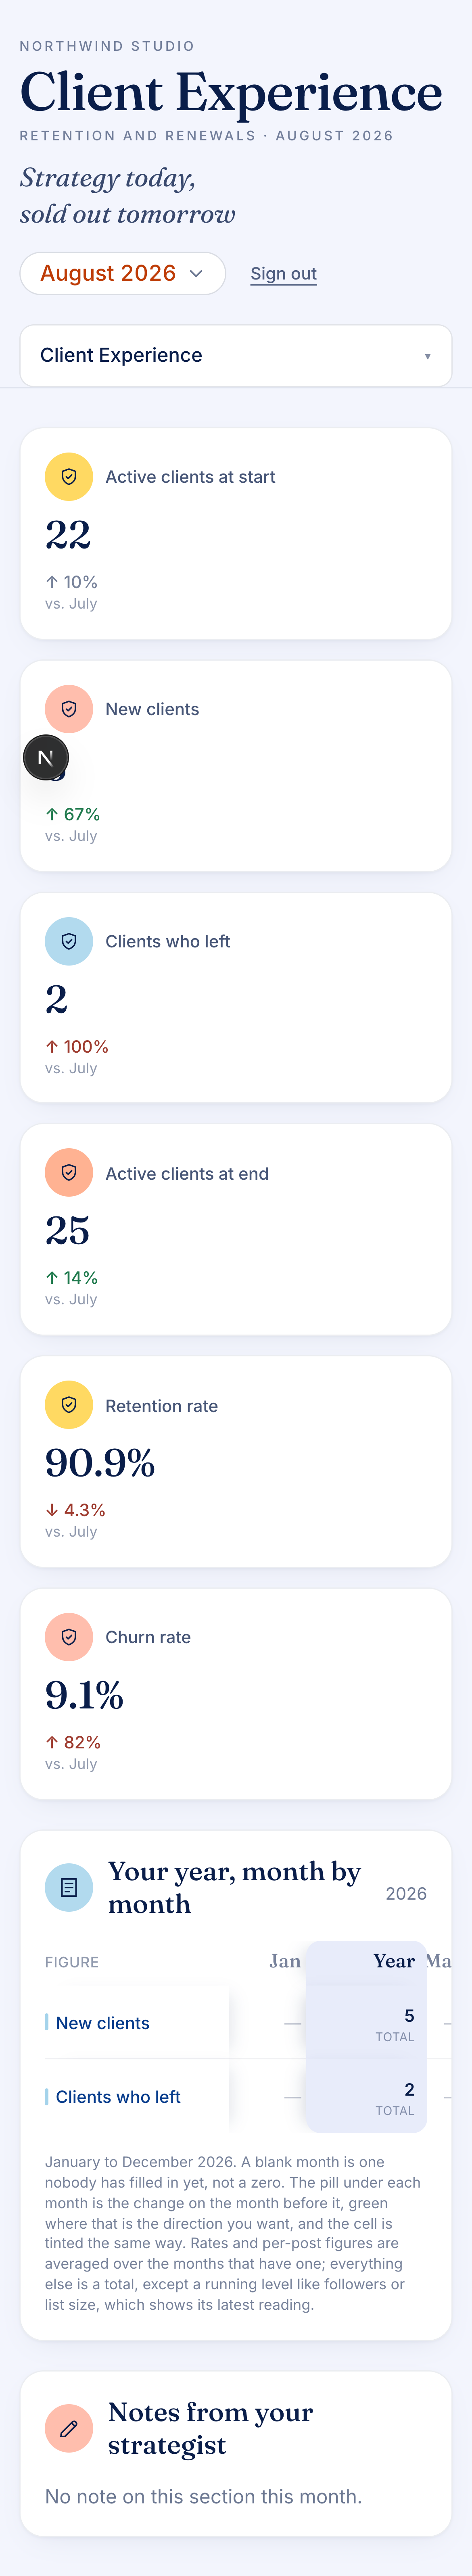 NORTHWIND STUDIO
Client Experience
RETENTION AND RENEWALS · AUGUST 2026
Strategy today,
sold out tomorrow
August 2026
Sign out
Client Experience
Active clients at start
22
↑ 10%
vs. July
New clients
N
↑ 67%
vs. July
Clients who left
2
↑ 100%
vs. July
Active clients at end
25
↑ 14%
vs. July
Retention rate
90.9%
↓ 4.3%
vs. July
Churn rate
9.1%
↑ 82%
vs. July
Your year, month by
month
2026
FIGURE Jan Year Ma
New clients — 5 —
TOTAL
Clients who left — 2 —
TOTAL
January to December 2026. A blank month is one
nobody has filled in yet, not a zero. The pill under each
month is the change on the month before it, green
where that is the direction you want, and the cell is
tinted the same way. Rates and per-post figures are
averaged over the months that have one; everything
else is a total, except a running level like followers or
list size, which shows its latest reading.
Notes from your
strategist
No note on this section this month.